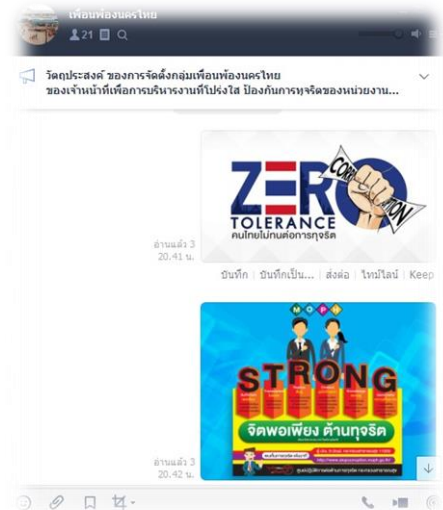 เพื่อนพ้องนครไทย
21
วัตถุประสงค์ ของการจัดตั้งกลุ่มเพื่อนพ้องนครไทย
ของเจ้าหน้าที่เพื่อการบริหารงานที่โปร่งใส ป้องกันการทุจริตของหน่วยงาน...
ZERO
CORRUPTION
TOLERANCE
คนไทยไม่ทนต่อการทุจริต
อ่านแล้ว 3
20.41 น.
บันทึก | บันทึกเป็น... | ส่งต่อ | ไทม์ไลน์ | Keep
MOPH
STRONG
จิตพอเพียง ต้านทุจริต
อ่านแล้ว 3
20.42 น.